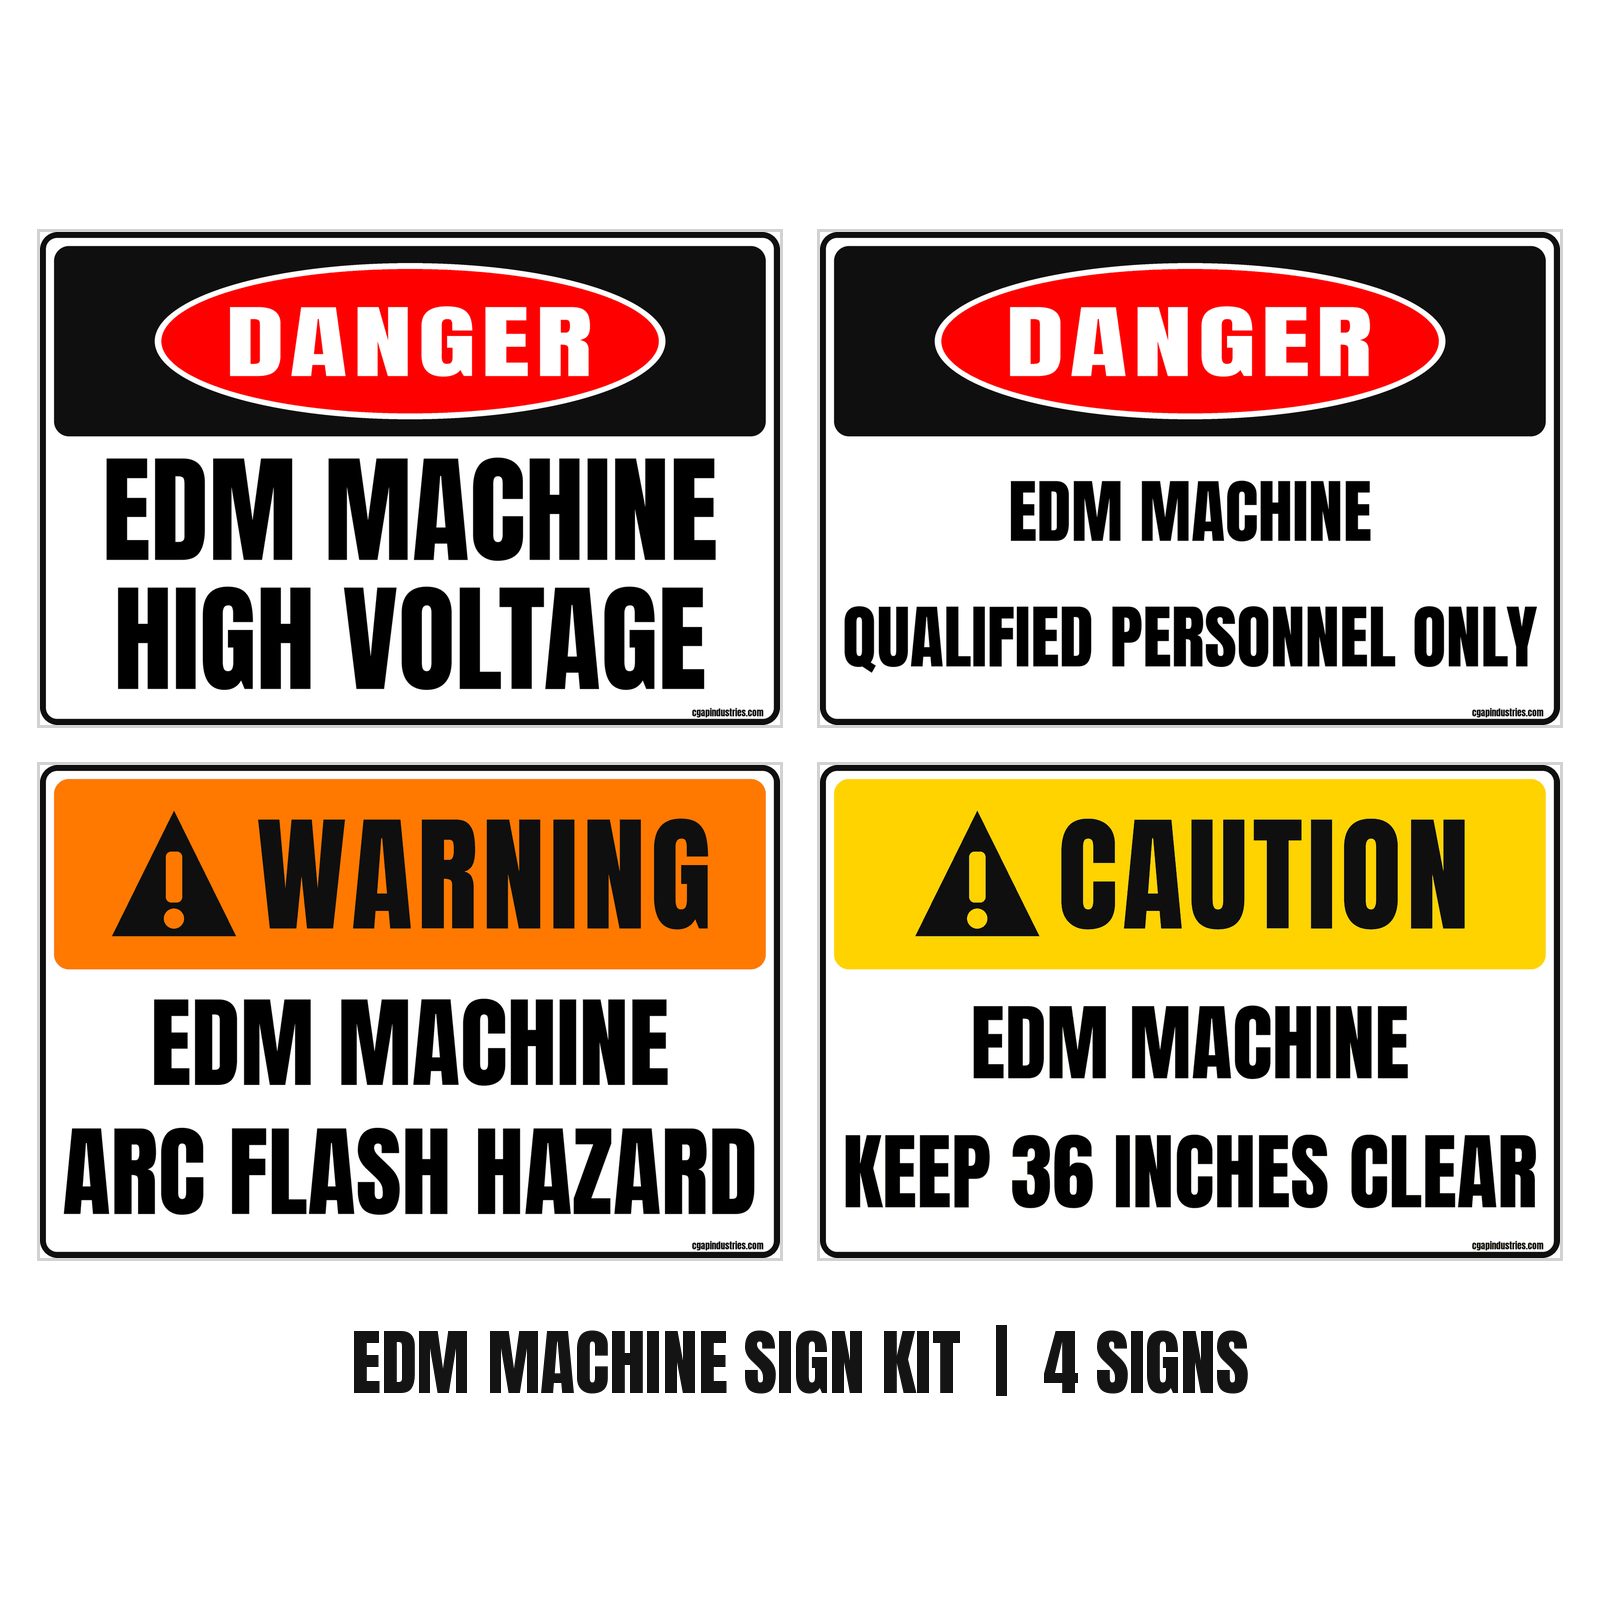 DANGER
EDM MACHINE
HIGH VOLTAGE
cgapindustries.com
DANGER
EDM MACHINE
QUALIFIED PERSONNEL ONLY
cgapindustries.com
WARNING
EDM MACHINE
ARC FLASH HAZARD
cgapindustries.com
CAUTION
EDM MACHINE
KEEP 36 INCHES CLEAR
cgapindustries.com
EDM MACHINE SIGN KIT | 4 SIGNS